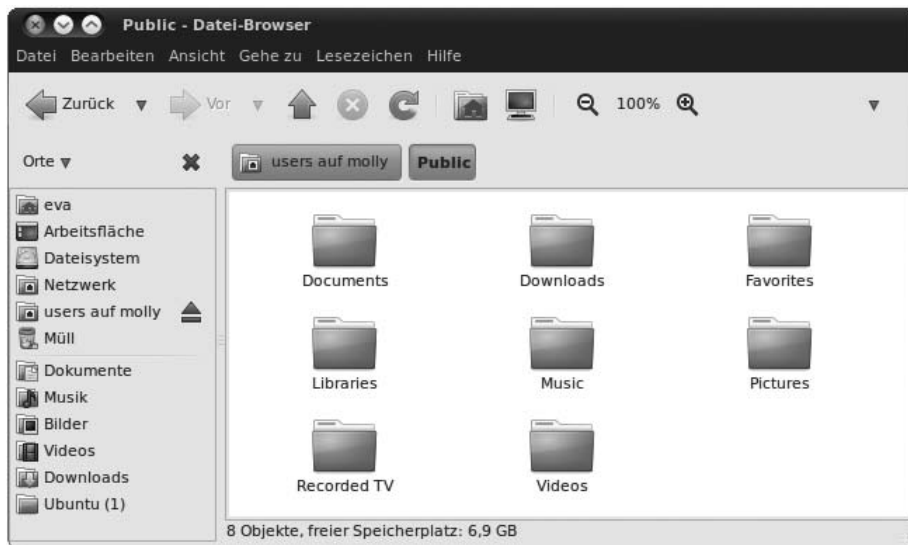 Public - Datei-Browser
Datei Bearbeiten Ansicht Gehe zu Lesezeichen Hilfe
Zurück Vor 100%
Orte users auf molly Public
eva
Arbeitsfläche
Dateisystem
Netzwerk
users auf molly
Müll
Dokumente
Musik
Bilder
Videos
Downloads
Ubuntu (1)
Documents Downloads Favorites
Libraries Music Pictures
Recorded TV Videos
8 Objekte, freier Speicherplatz: 6,9 GB